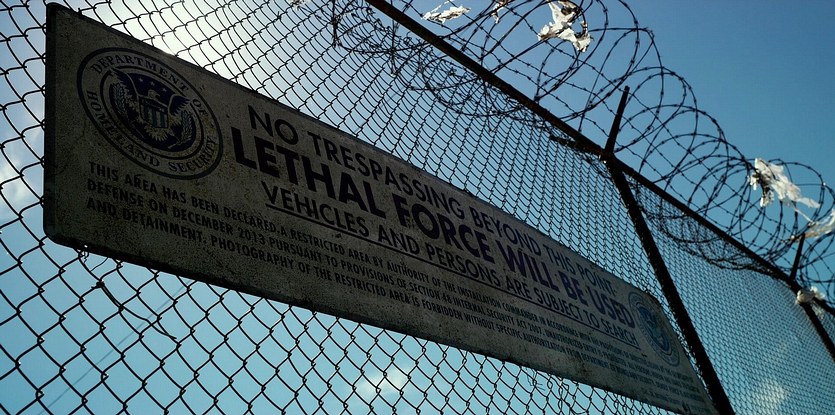 DEPARTMENT OF
HOMELAND SECURITY
NO TRESPASSING BEYOND THIS POINT
LETHAL FORCE WILL BE USED
VEHICLES AND PERSONS ARE SUBJECT TO SEARCH
THIS AREA HAS BEEN DECLARED A RESTRICTED AREA BY AUTHORITY OF THE INSTALLATION COMMANDER IN ACCORDANCE
DEFENSE ON DECEMBER 2013 PURSUANT TO PROVISIONS OF SECTION AN INTERNAL SECURITY ACT
AND DETAINMENT. PHOTOGRAPHY OF THE RESTRICTED AREA IS FORBIDDEN WITHOUT SPECIFIC